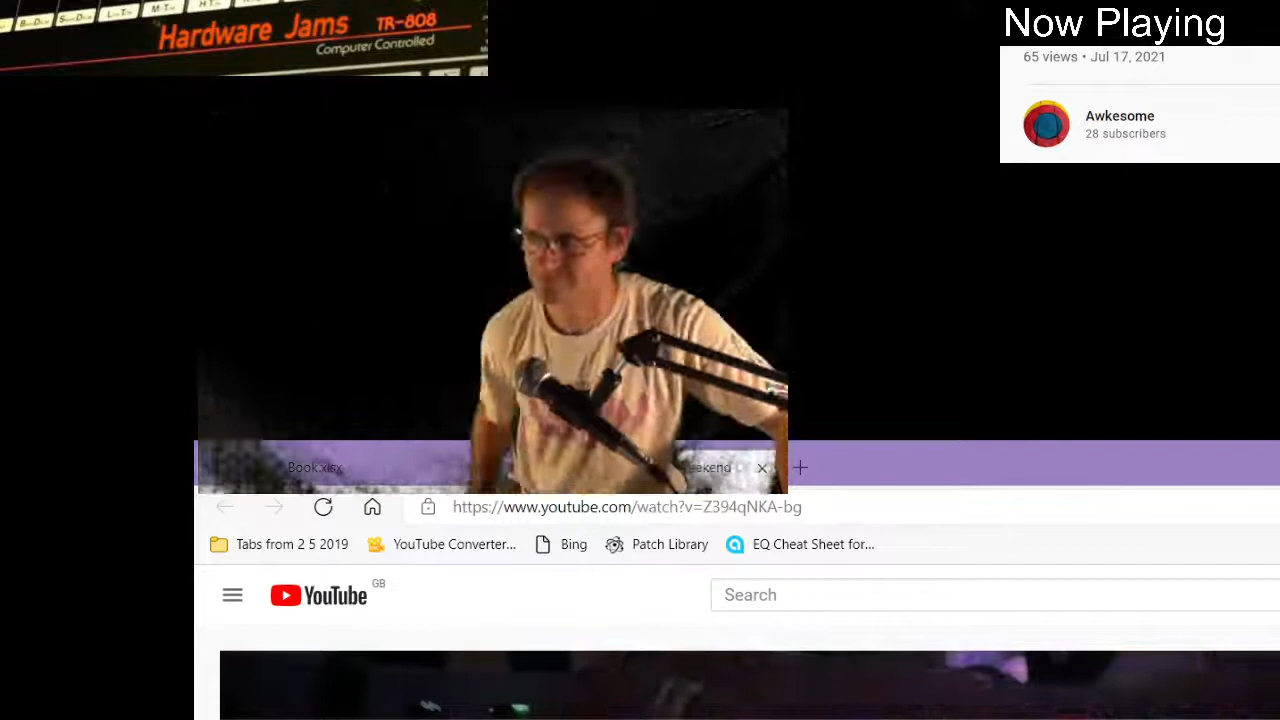 Hardware Jams TR-808
Computer Controlled
Now Playing
65 views • Jul 17, 2021
Awkesome
28 subscribers
Book.xlsx
https://www.youtube.com/watch?v=Z394qNKA-bg
Tabs from 2 5 2019
YouTube Converter...
Bing
Patch Library
EQ Cheat Sheet for...
YouTube GB
Search